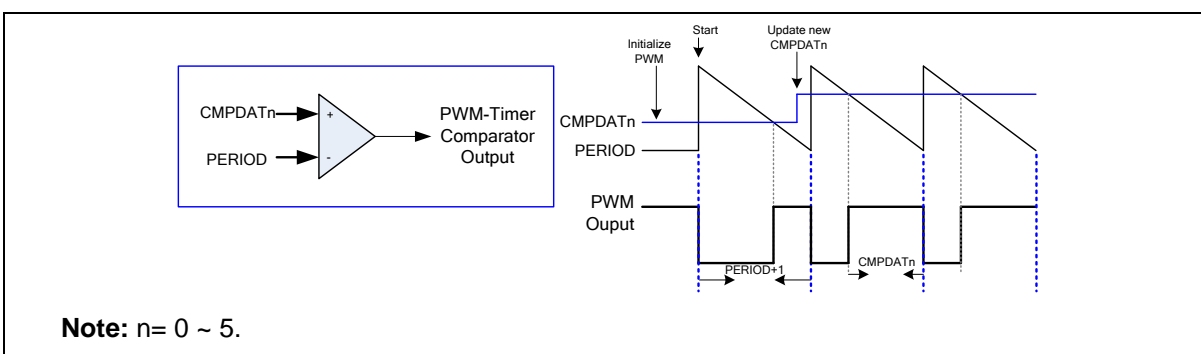 CMPDATn
PERIOD
+
-
PWM-Timer
Comparator
Output
Initialize
PWM
Start
Update new
CMPDATn
CMPDATn
PERIOD
PWM
Ouput
PERIOD+1
CMPDATn
Note: n= 0 ~ 5.